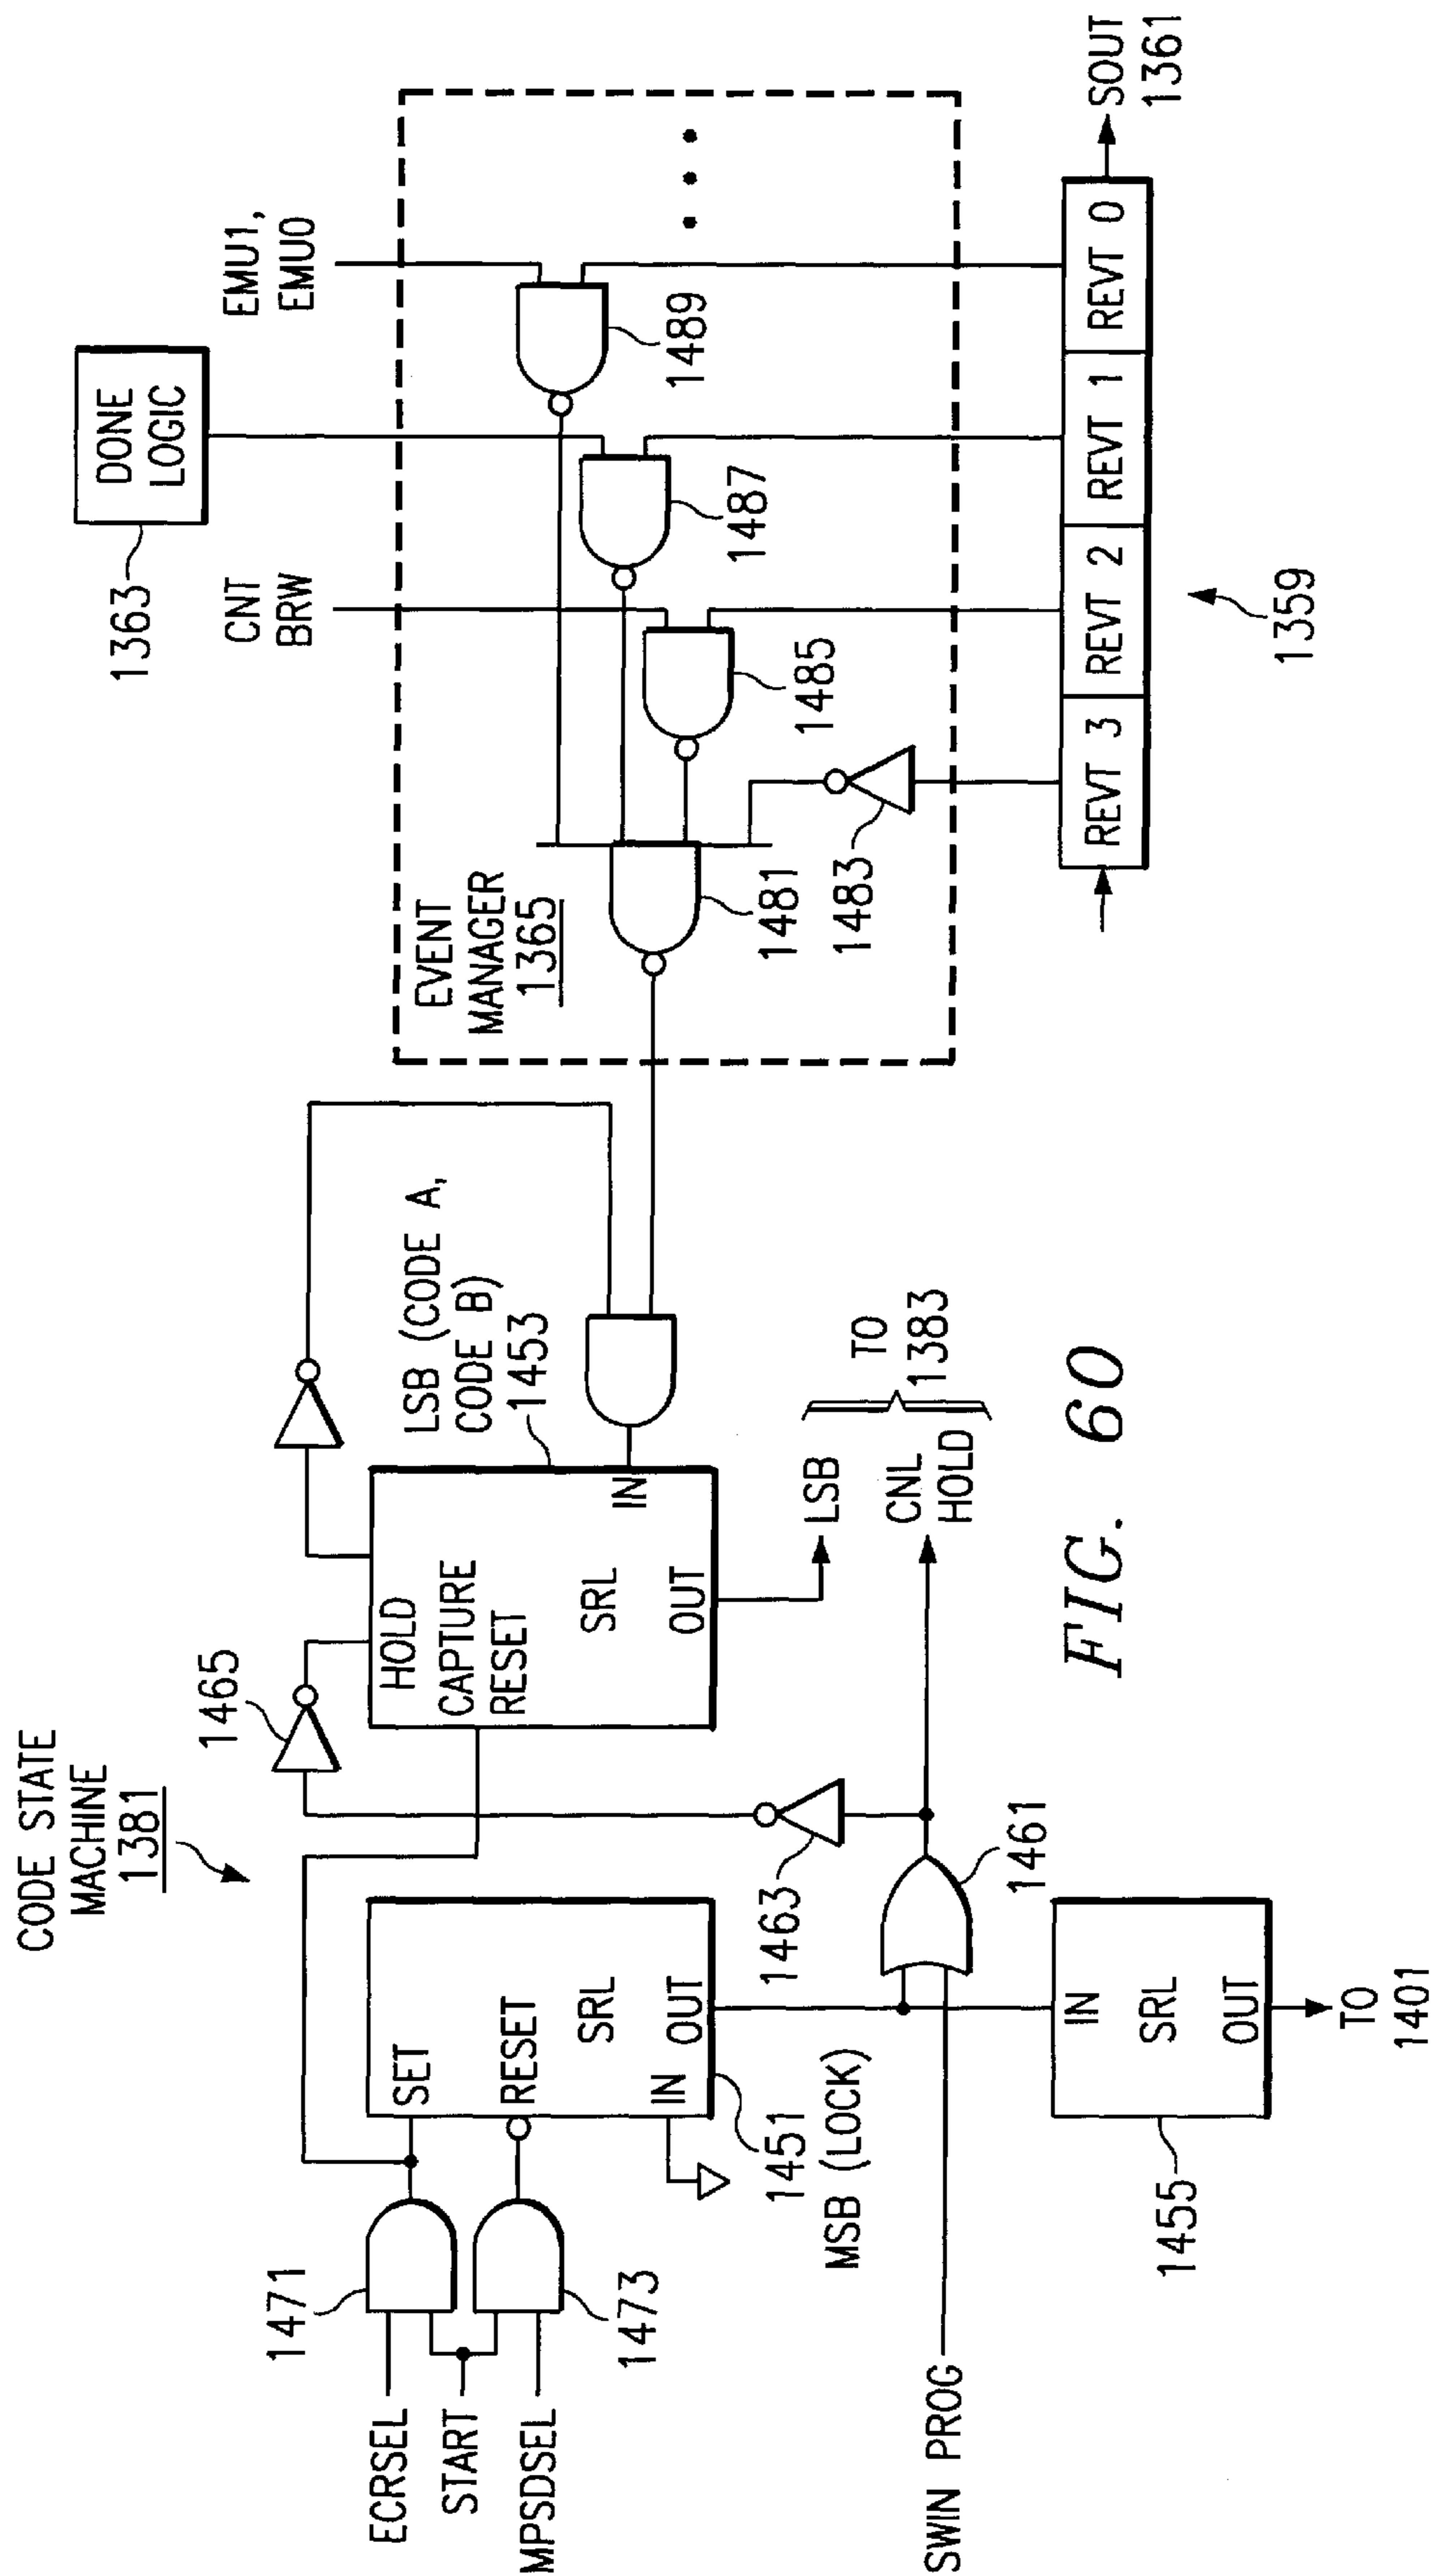 CODE STATE
MACHINE
1381
1471
ECRSEL
START
MPSDSEL
1473
SET
RESET
SRL
IN
OUT
1451
MSB (LOCK)
1465
HOLD
CAPTURE
RESET
SRL
IN
OUT
LSB (CODE A,
CODE B)
1453
1463
1461
SWIN PROG
IN
SRL
OUT
1455
TO
1401
LSB
CNL
HOLD
TO
1383
EVENT
MANAGER
1365
1481
1483
1485
1487
1489
1363
DONE
LOGIC
CNT
BRW
EMU1,
EMU0
REVT 3
REVT 2
REVT 1
REVT 0
SOUT
1361
1359
FIG. 60